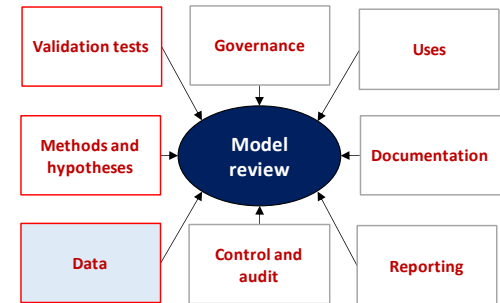 Validation tests
Governance
Uses
Methods and
hypotheses
Model
review
Documentation
Data
Control and
audit
Reporting